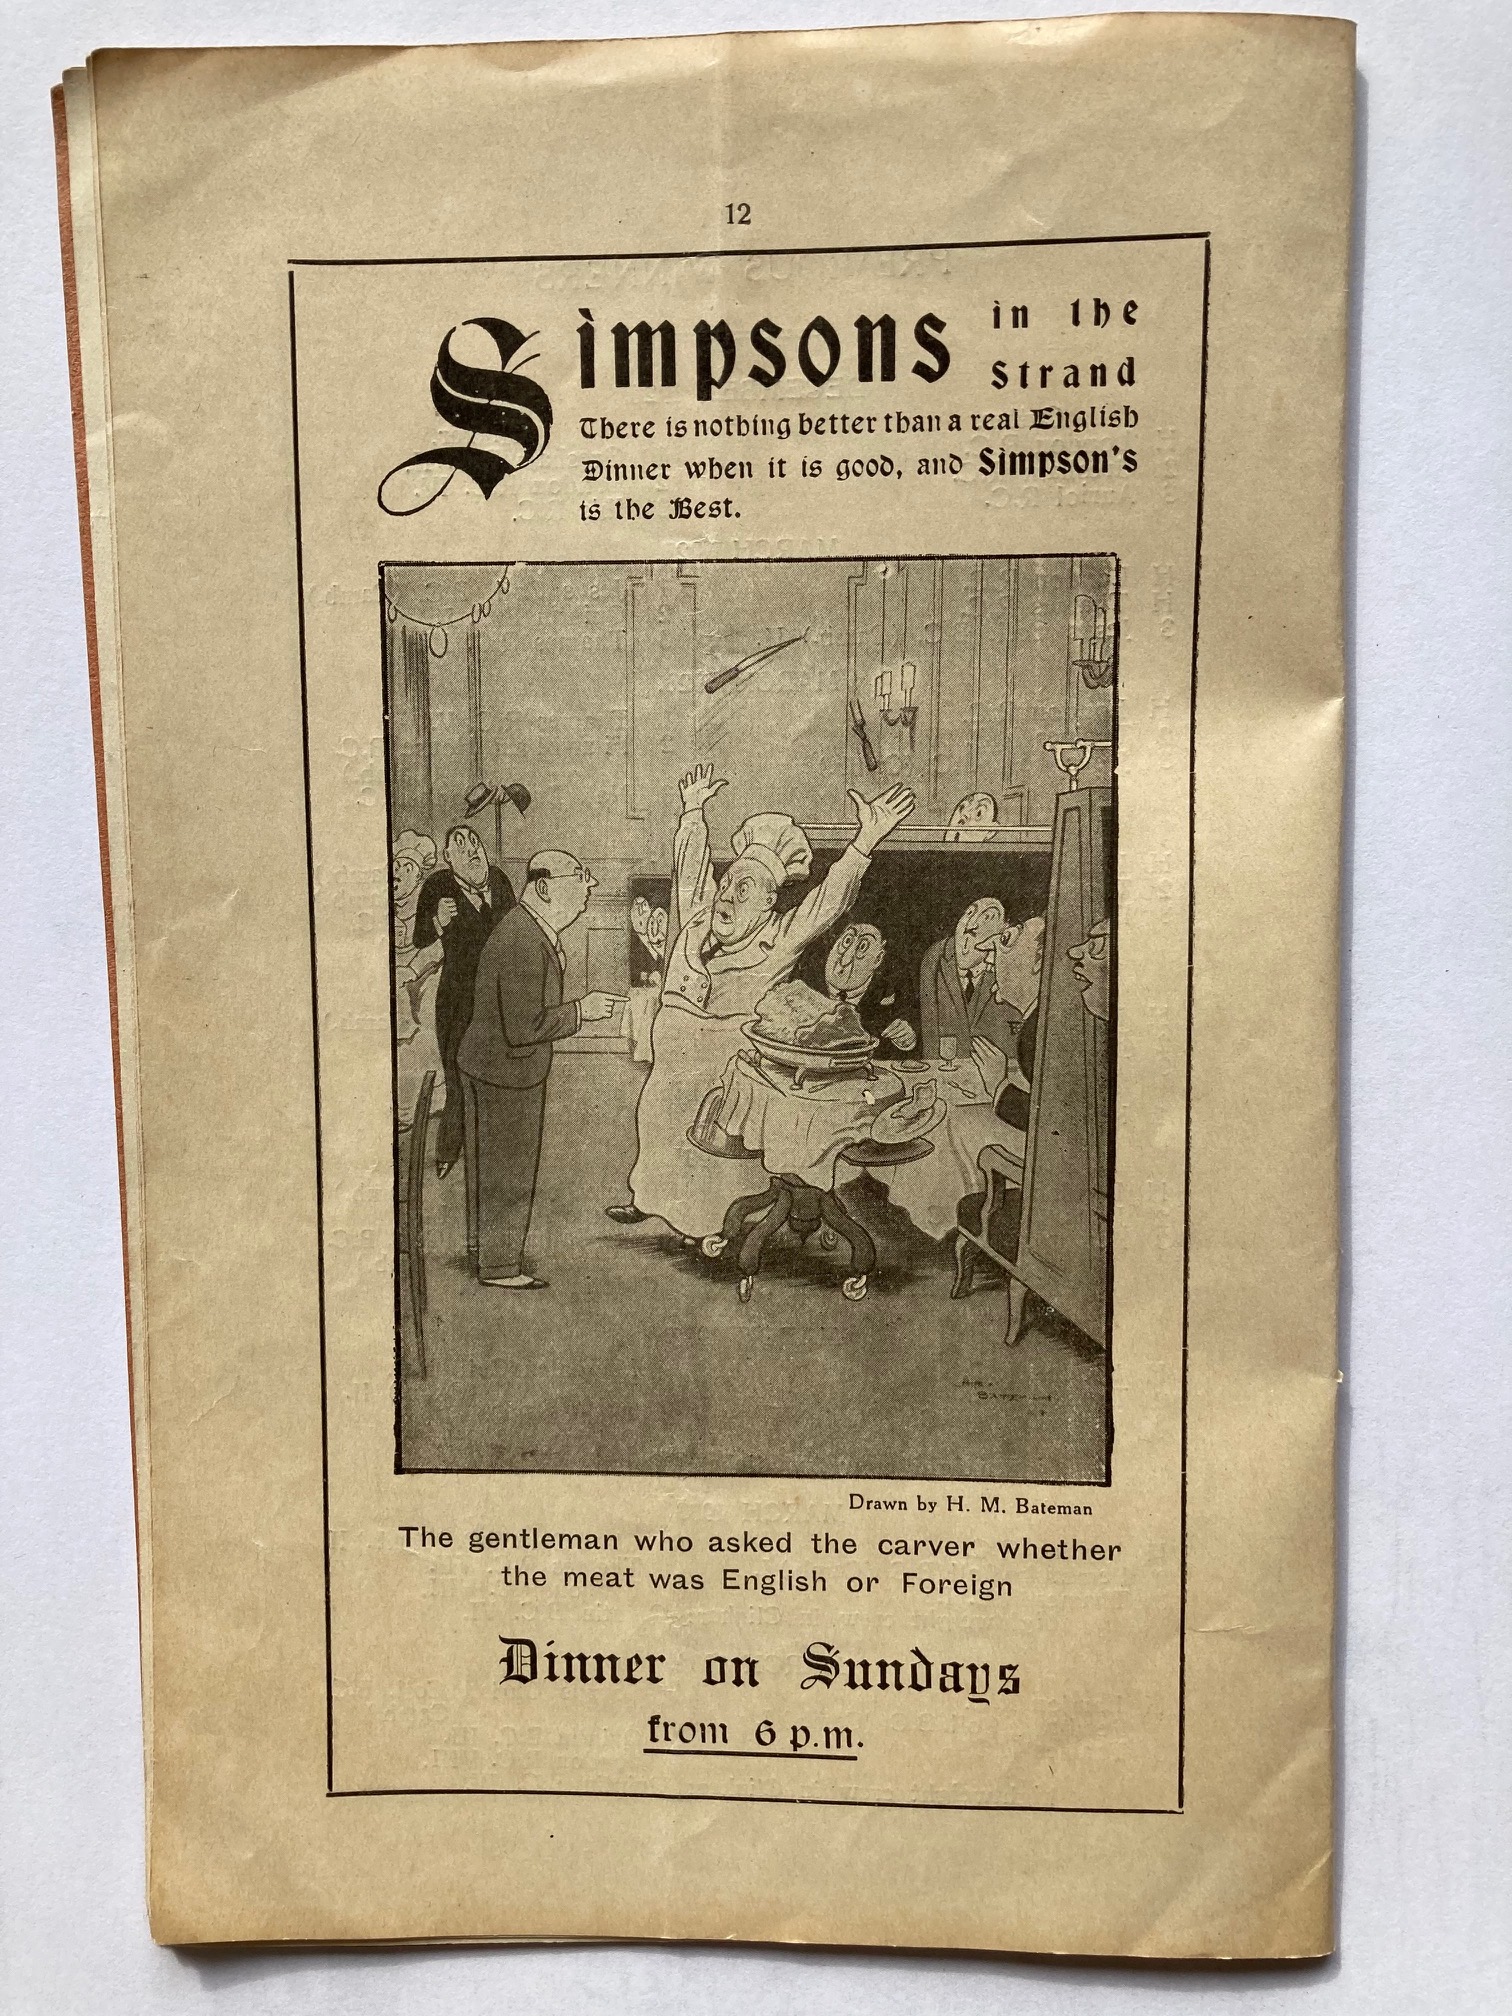 12
Simpsons in the
Strand
There is nothing better than a real English
Dinner when it is good, and Simpson's
is the Best.
H.M.
BATEMAN
Drawn by H. M. Bateman
The gentleman who asked the carver whether
the meat was English or Foreign
Dinner on Sundays
from 6 p.m.